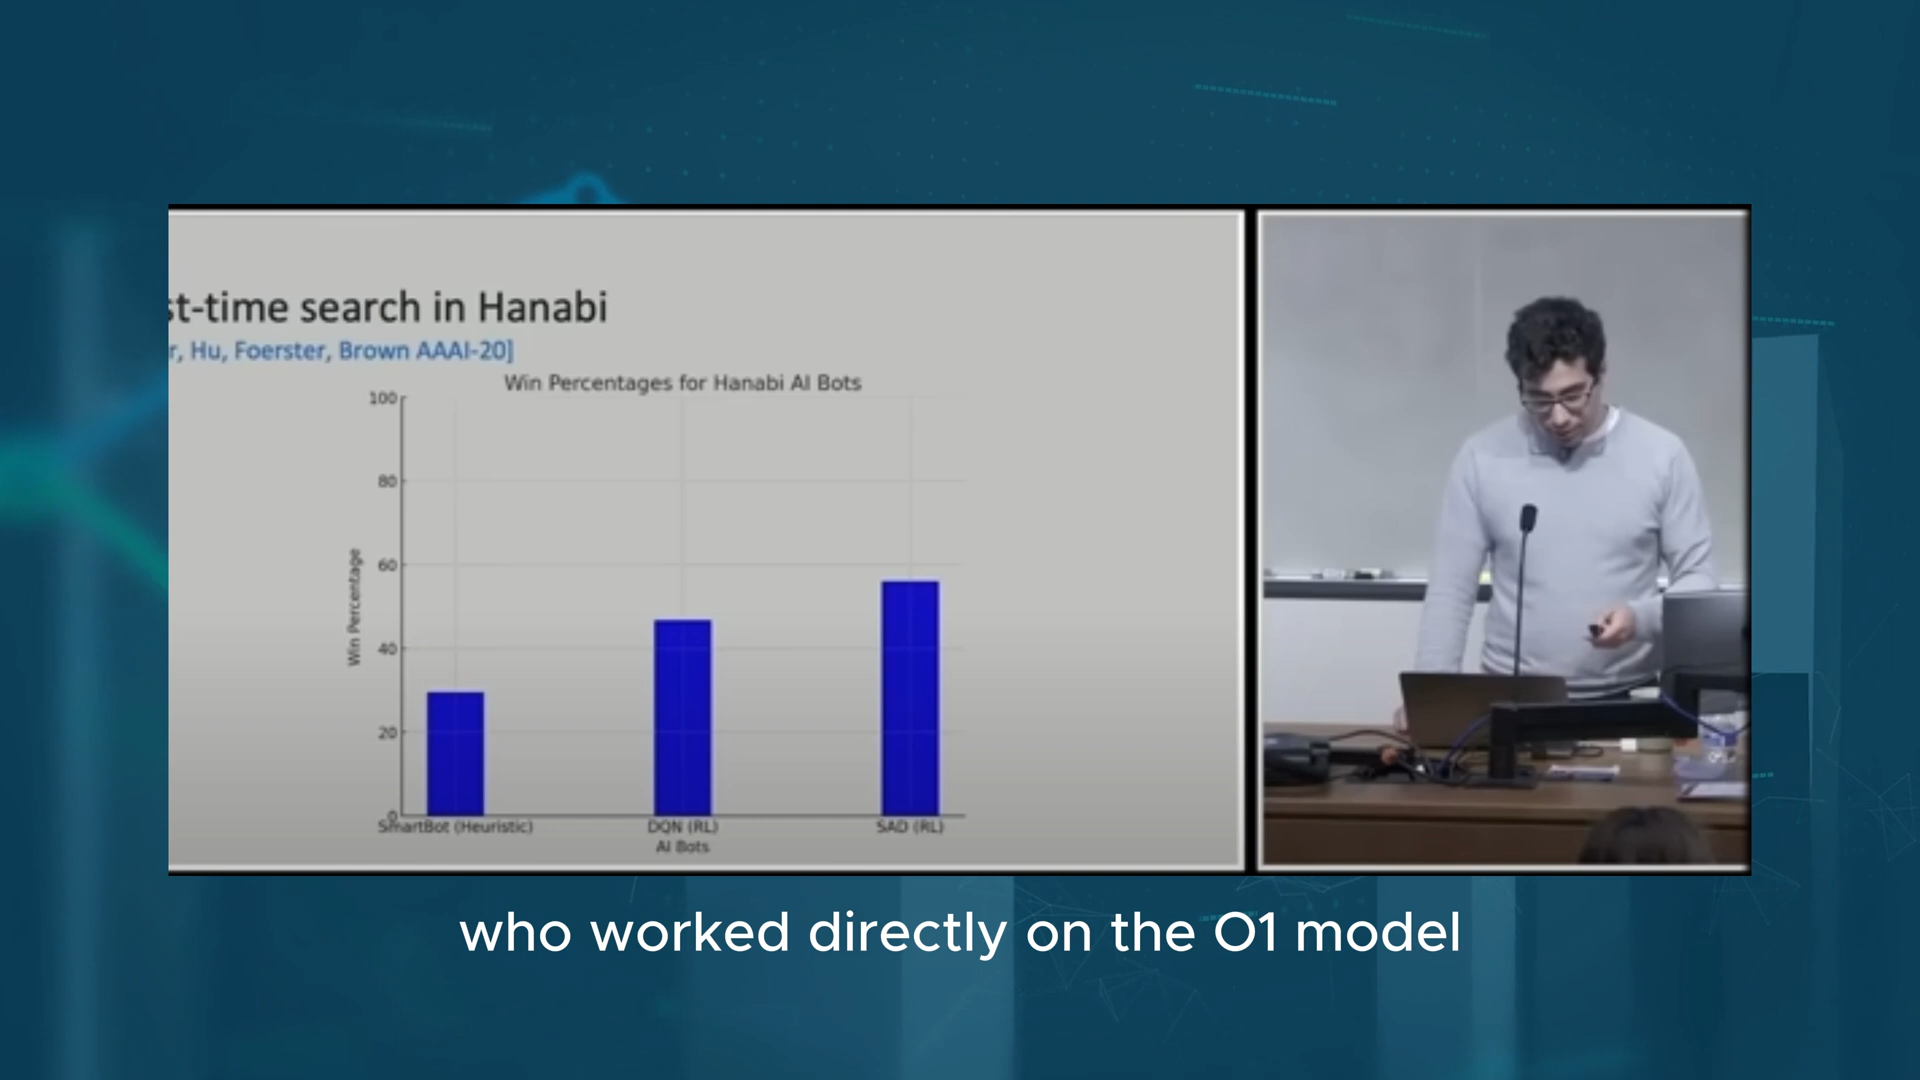 st-time search in Hanabi
r, Hu, Foerster, Brown AAAI-20]
Win Percentages for Hanabi AI Bots
100
80
60
40
20
0
Win Percentage
SmartBot (Heuristic)
DQN (RL)
SAD (RL)
AI Bots
who worked directly on the O1 model